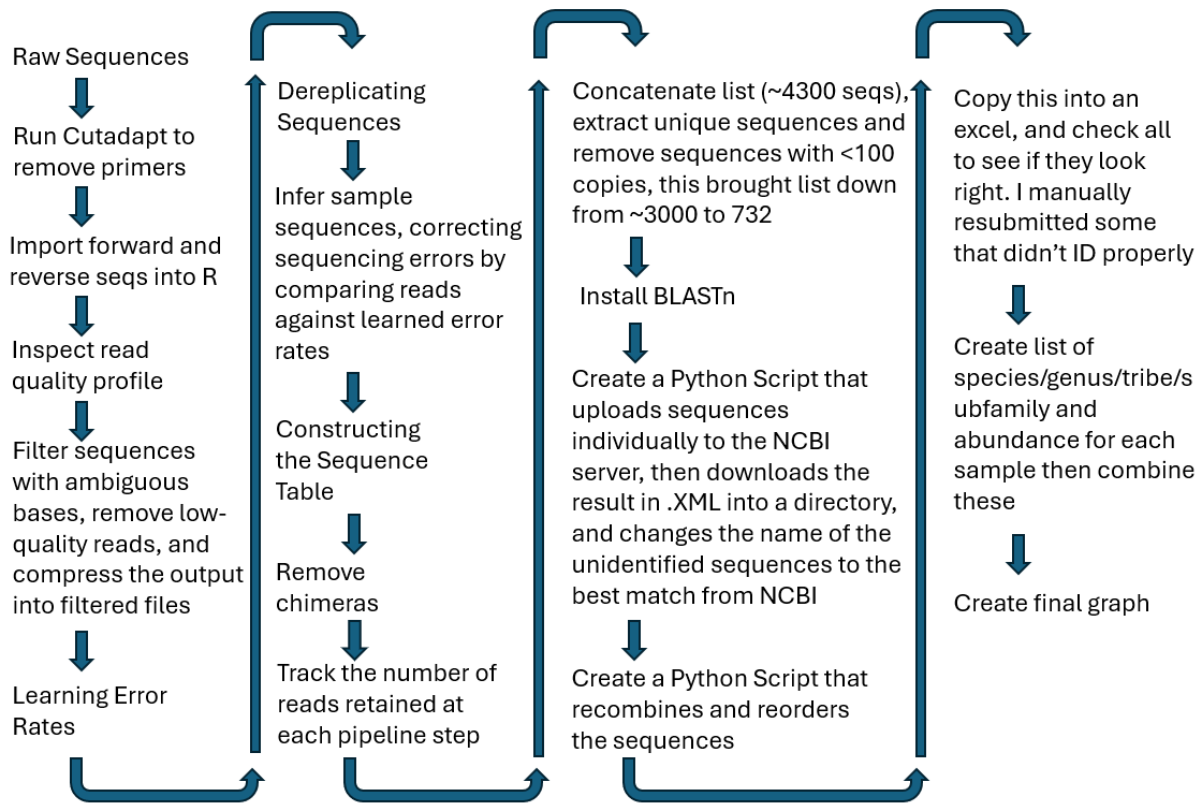 Raw Sequences
Run Cutadapt to
remove primers
Import forward and
reverse seqs into R
Inspect read
quality profile
Filter sequences
with ambiguous
bases, remove low-
quality reads, and
compress the output
into filtered files
Learning Error
Rates
Dereplicating
Sequences
Infer sample
sequences, correcting
sequencing errors by
comparing reads
against learned error
rates
Constructing
the Sequence
Table
Remove
chimeras
Track the number of
reads retained at
each pipeline step
Concatenate list (~4300 seqs),
extract unique sequences and
remove sequences with <100
copies, this brought list down
from ~3000 to 732
Install BLASTn
Create a Python Script that
uploads sequences
individually to the NCBI
server, then downloads the
result in .XML into a directory,
and changes the name of the
unidentified sequences to the
best match from NCBI
Create a Python Script that
recombines and reorders
the sequences
Copy this into an
excel, and check all
to see if they look
right. I manually
resubmitted some
that didn’t ID properly
Create list of
species/genus/tribe/s
ubfamily and
abundance for each
sample then combine
these
Create final graph